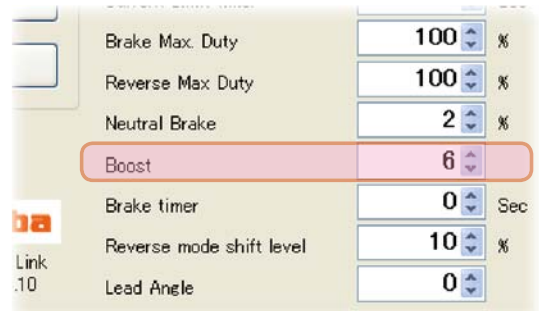 Brake Max. Duty 100 %
Reverse Max Duty 100 %
Neutral Brake 2 %
Boost 6
Brake timer 0 Sec
ba
Reverse mode shift level 10 %
Link
.10
Lead Angle 0